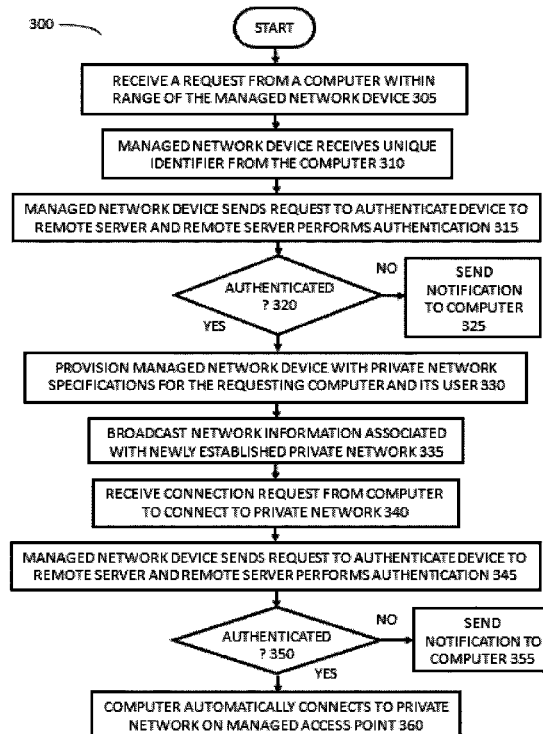 300
START
RECEIVE A REQUEST FROM A COMPUTER WITHIN
RANGE OF THE MANAGED NETWORK DEVICE 305
MANAGED NETWORK DEVICE RECEIVES UNIQUE
IDENTIFIER FROM THE COMPUTER 310
MANAGED NETWORK DEVICE SENDS REQUEST TO AUTHENTICATE DEVICE TO
REMOTE SERVER AND REMOTE SERVER PERFORMS AUTHENTICATION 315
AUTHENTICATED
? 320
NO
YES
SEND
NOTIFICATION
TO COMPUTER
325
PROVISION MANAGED NETWORK DEVICE WITH PRIVATE NETWORK
SPECIFICATIONS FOR THE REQUESTING COMPUTER AND ITS USER 330
BROADCAST NETWORK INFORMATION ASSOCIATED
WITH NEWLY ESTABLISHED PRIVATE NETWORK 335
RECEIVE CONNECTION REQUEST FROM COMPUTER
TO CONNECT TO PRIVATE NETWORK 340
MANAGED NETWORK DEVICE SENDS REQUEST TO AUTHENTICATE DEVICE TO
REMOTE SERVER AND REMOTE SERVER PERFORMS AUTHENTICATION 345
AUTHENTICATED
? 350
NO
YES
SEND
NOTIFICATION TO
COMPUTER 355
COMPUTER AUTOMATICALLY CONNECTS TO PRIVATE
NETWORK ON MANAGED ACCESS POINT 360